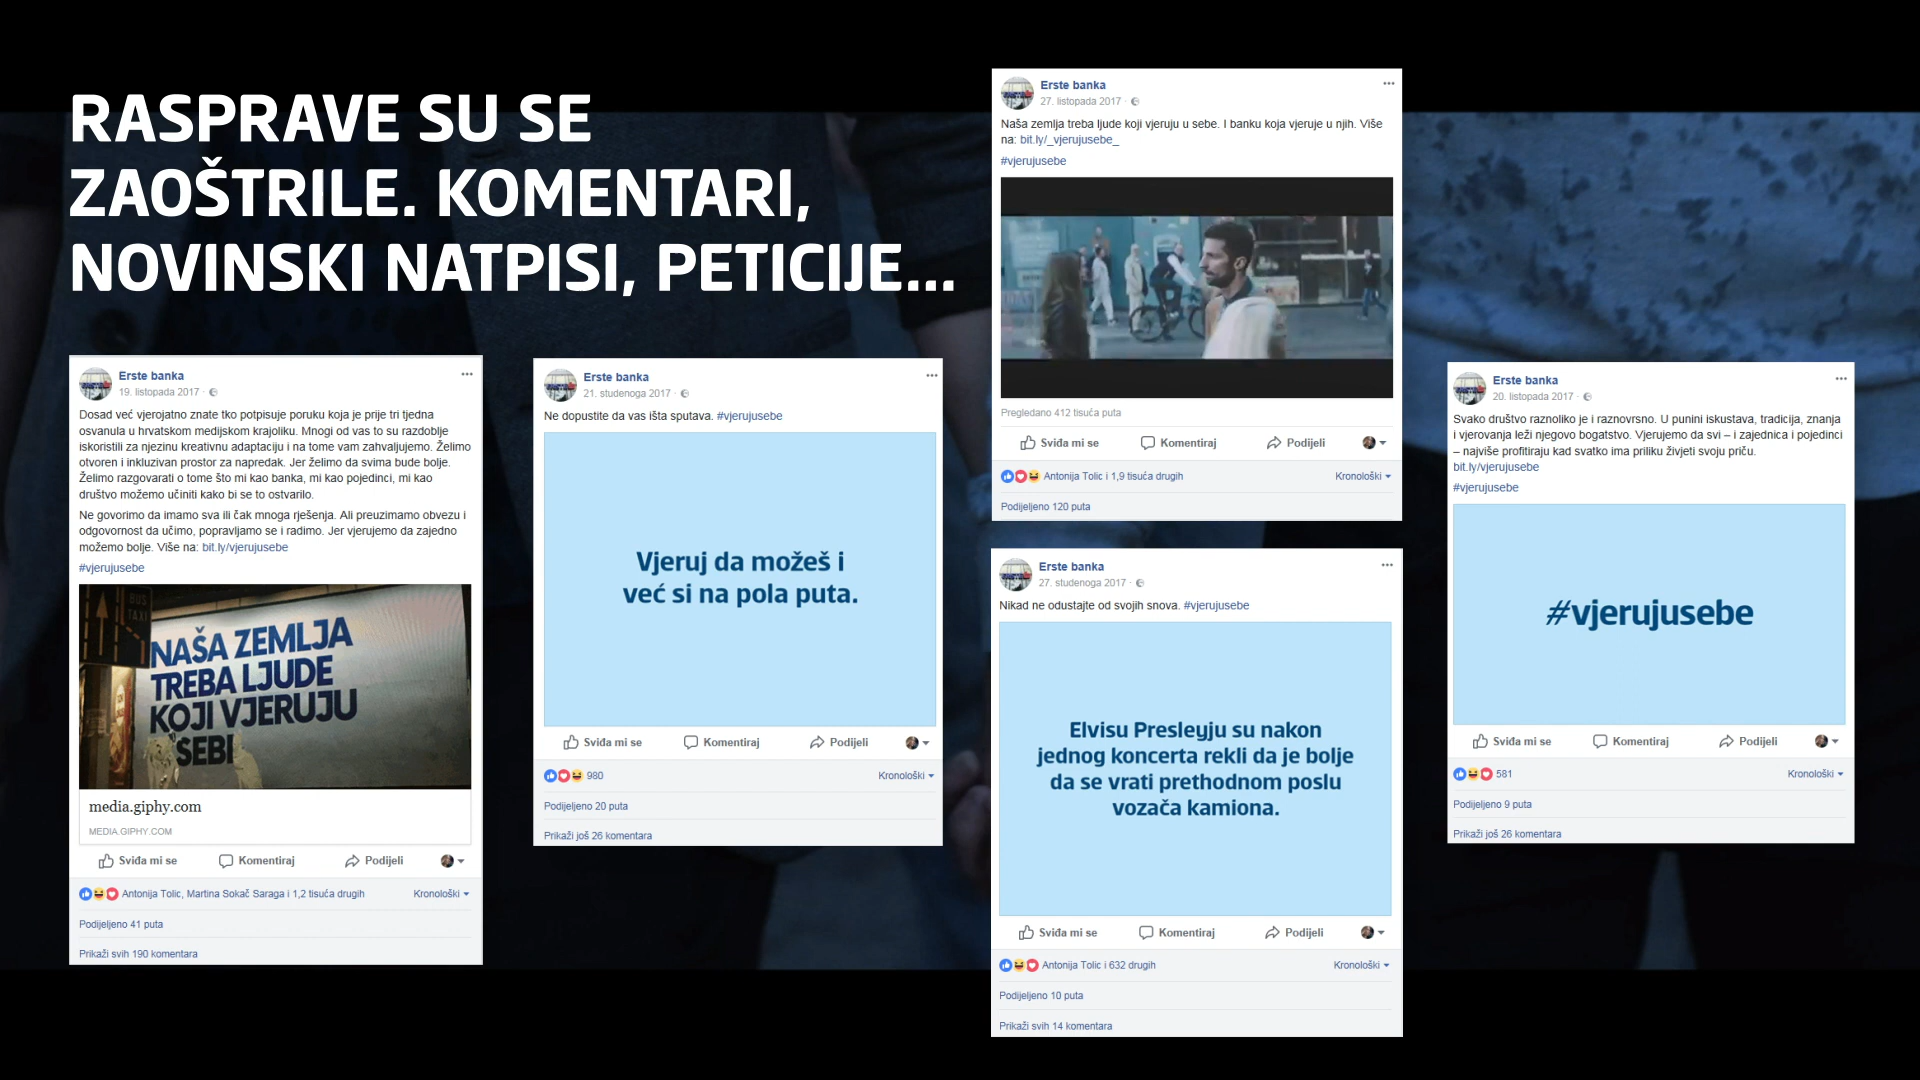 RASPRAVE SU SE
ZAOŠTRILE. KOMENTARI,
NOVINSKI NATPISI, PETICIJE...
Erste banka
19. listopada 2017
Dosad već vjerojatno znate tko potpisuje poruku koja je prije tri tjedna
osvanula u hrvatskom medijskom krajoliku. Mnogi od vas to su razdoblje
iskoristili za njezinu kreativnu adaptaciju i na tome vam zahvaljujemo. Želimo
otvoren i inkluzivan prostor za napredak. Jer želimo da svima bude bolje.
Želimo razgovarati o tome što mi kao banka, mi kao pojedinci, mi kao
društvo možemo učiniti kako bi se to ostvarilo.
Ne govorimo da imamo sva ili čak mnoga rješenja. Ali preuzimamo obvezu i
odgovornost da učimo, popravljamo se i radimo. Jer vjerujemo da zajedno
možemo bolje. Više na: bit.ly/vjerujusebe
#vjerujusebe
BUS
TAXI
NAŠA ZEMLJA
TREBA LJUDE
KOJI VJERUJU
U SEBE
media.giphy.com
MEDIA.GIPHY.COM
Sviđa mi se Komentiraj Podijeli
Antonija Tolic, Martina Sokač Saraga i 1,2 tisuća drugih Kronološki
Podijeljeno 41 puta
Prikaži svih 190 komentara
Erste banka
21. studenoga 2017
Ne dopustite da vas išta sputava. #vjerujusebe
Vjeruj da možeš i
već si na pola puta.
Sviđa mi se Komentiraj Podijeli
980 Kronološki
Podijeljeno 20 puta
Prikaži još 26 komentara
Erste banka
27. listopada 2017
Naša zemlja treba ljude koji vjeruju u sebe. I banku koja vjeruje u njih. Više
na: bit.ly/_vjerujusebe_
#vjerujusebe
Pregledano 412 tisuća puta
Sviđa mi se Komentiraj Podijeli
Antonija Tolic i 1,9 tisuća drugih Kronološki
Podijeljeno 120 puta
Erste banka
27. studenoga 2017
Nikad ne odustajte od svojih snova. #vjerujusebe
Elvisu Presleyju su nakon
jednog koncerta rekli da je bolje
da se vrati prethodnom poslu
vozača kamiona.
Sviđa mi se Komentiraj Podijeli
Antonija Tolic i 632 drugih Kronološki
Podijeljeno 10 puta
Prikaži svih 14 komentara
Erste banka
20. listopada 2017
Svako društvo raznoliko je i raznovrsno. U punini iskustava, tradicija, znanja
i vjerovanja leži njegovo bogatstvo. Vjerujemo da svi – i zajednica i pojedinci
– najviše profitiraju kad svatko ima priliku živjeti svoju priču.
bit.ly/vjerujusebe
#vjerujusebe
#vjerujusebe
Sviđa mi se Komentiraj Podijeli
581 Kronološki
Podijeljeno 9 puta
Prikaži još 26 komentara